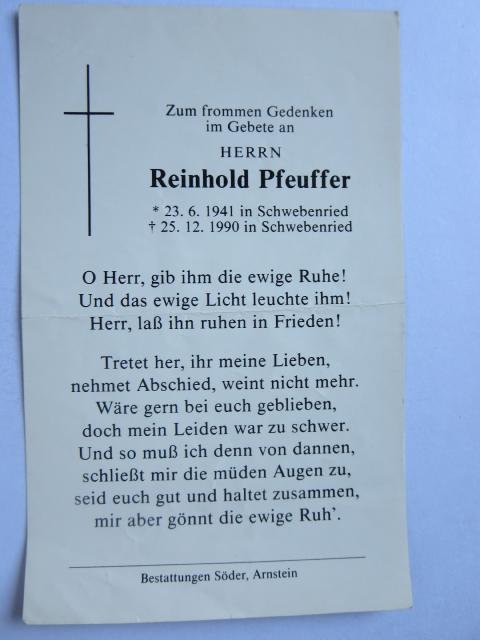 Zum frommen Gedenken
im Gebete an
HERRN
Reinhold Pfeuffer
* 23. 6. 1941 in Schwebenried
† 25. 12. 1990 in Schwebenried
O Herr, gib ihm die ewige Ruhe!
Und das ewige Licht leuchte ihm!
Herr, laß ihn ruhen in Frieden!
Tretet her, ihr meine Lieben,
nehmet Abschied, weint nicht mehr.
Wäre gern bei euch geblieben,
doch mein Leiden war zu schwer.
Und so muß ich denn von dannen,
schließt mir die müden Augen zu,
seid euch gut und haltet zusammen,
mir aber gönnt die ewige Ruh'.
Bestattungen Söder, Arnstein